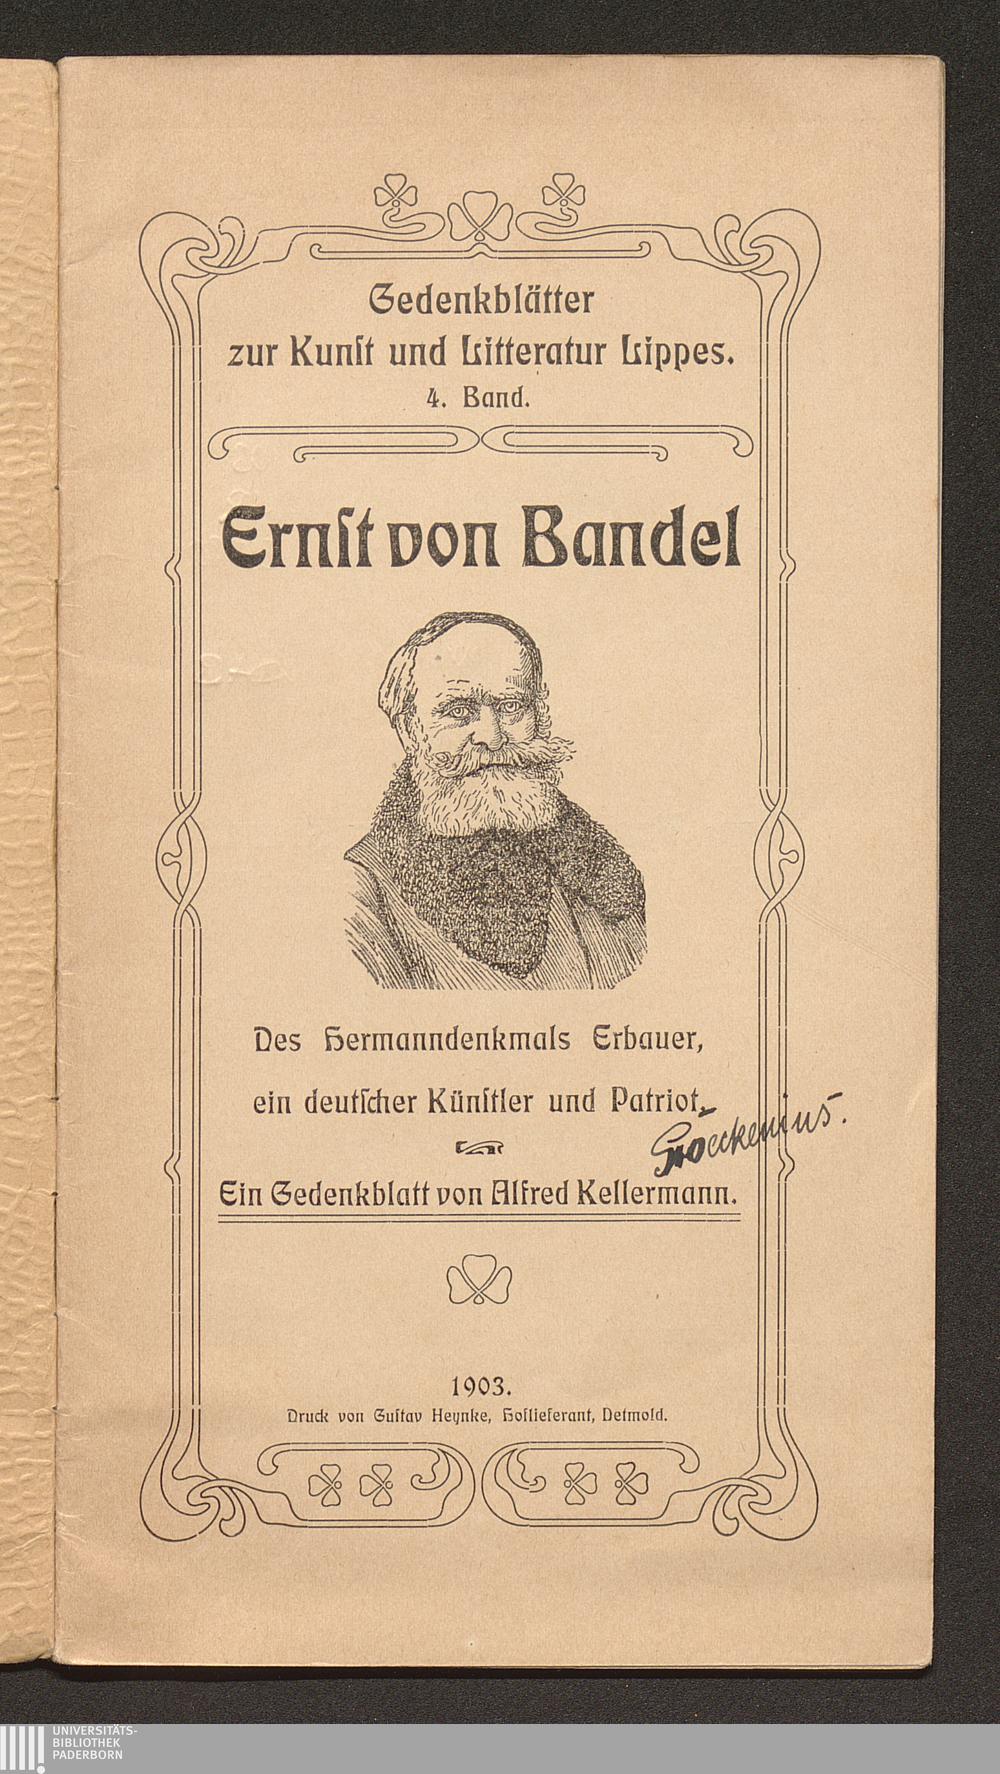 Gedenkblätter
zur Kunſt und Litteratur Lippes.
4. Band.
Ernſt von Bandel
Des Hermanndenkmals Erbauer,
ein deutſcher Künſtler und Patriot.
Ein Gedenkblatt von Alfred Kellermann.
1903.
Druck von Guſtav Heynke, Hoflieferant, Detmold.
UNIVERSITÄTS-
BIBLIOTHEK
PADERBORN